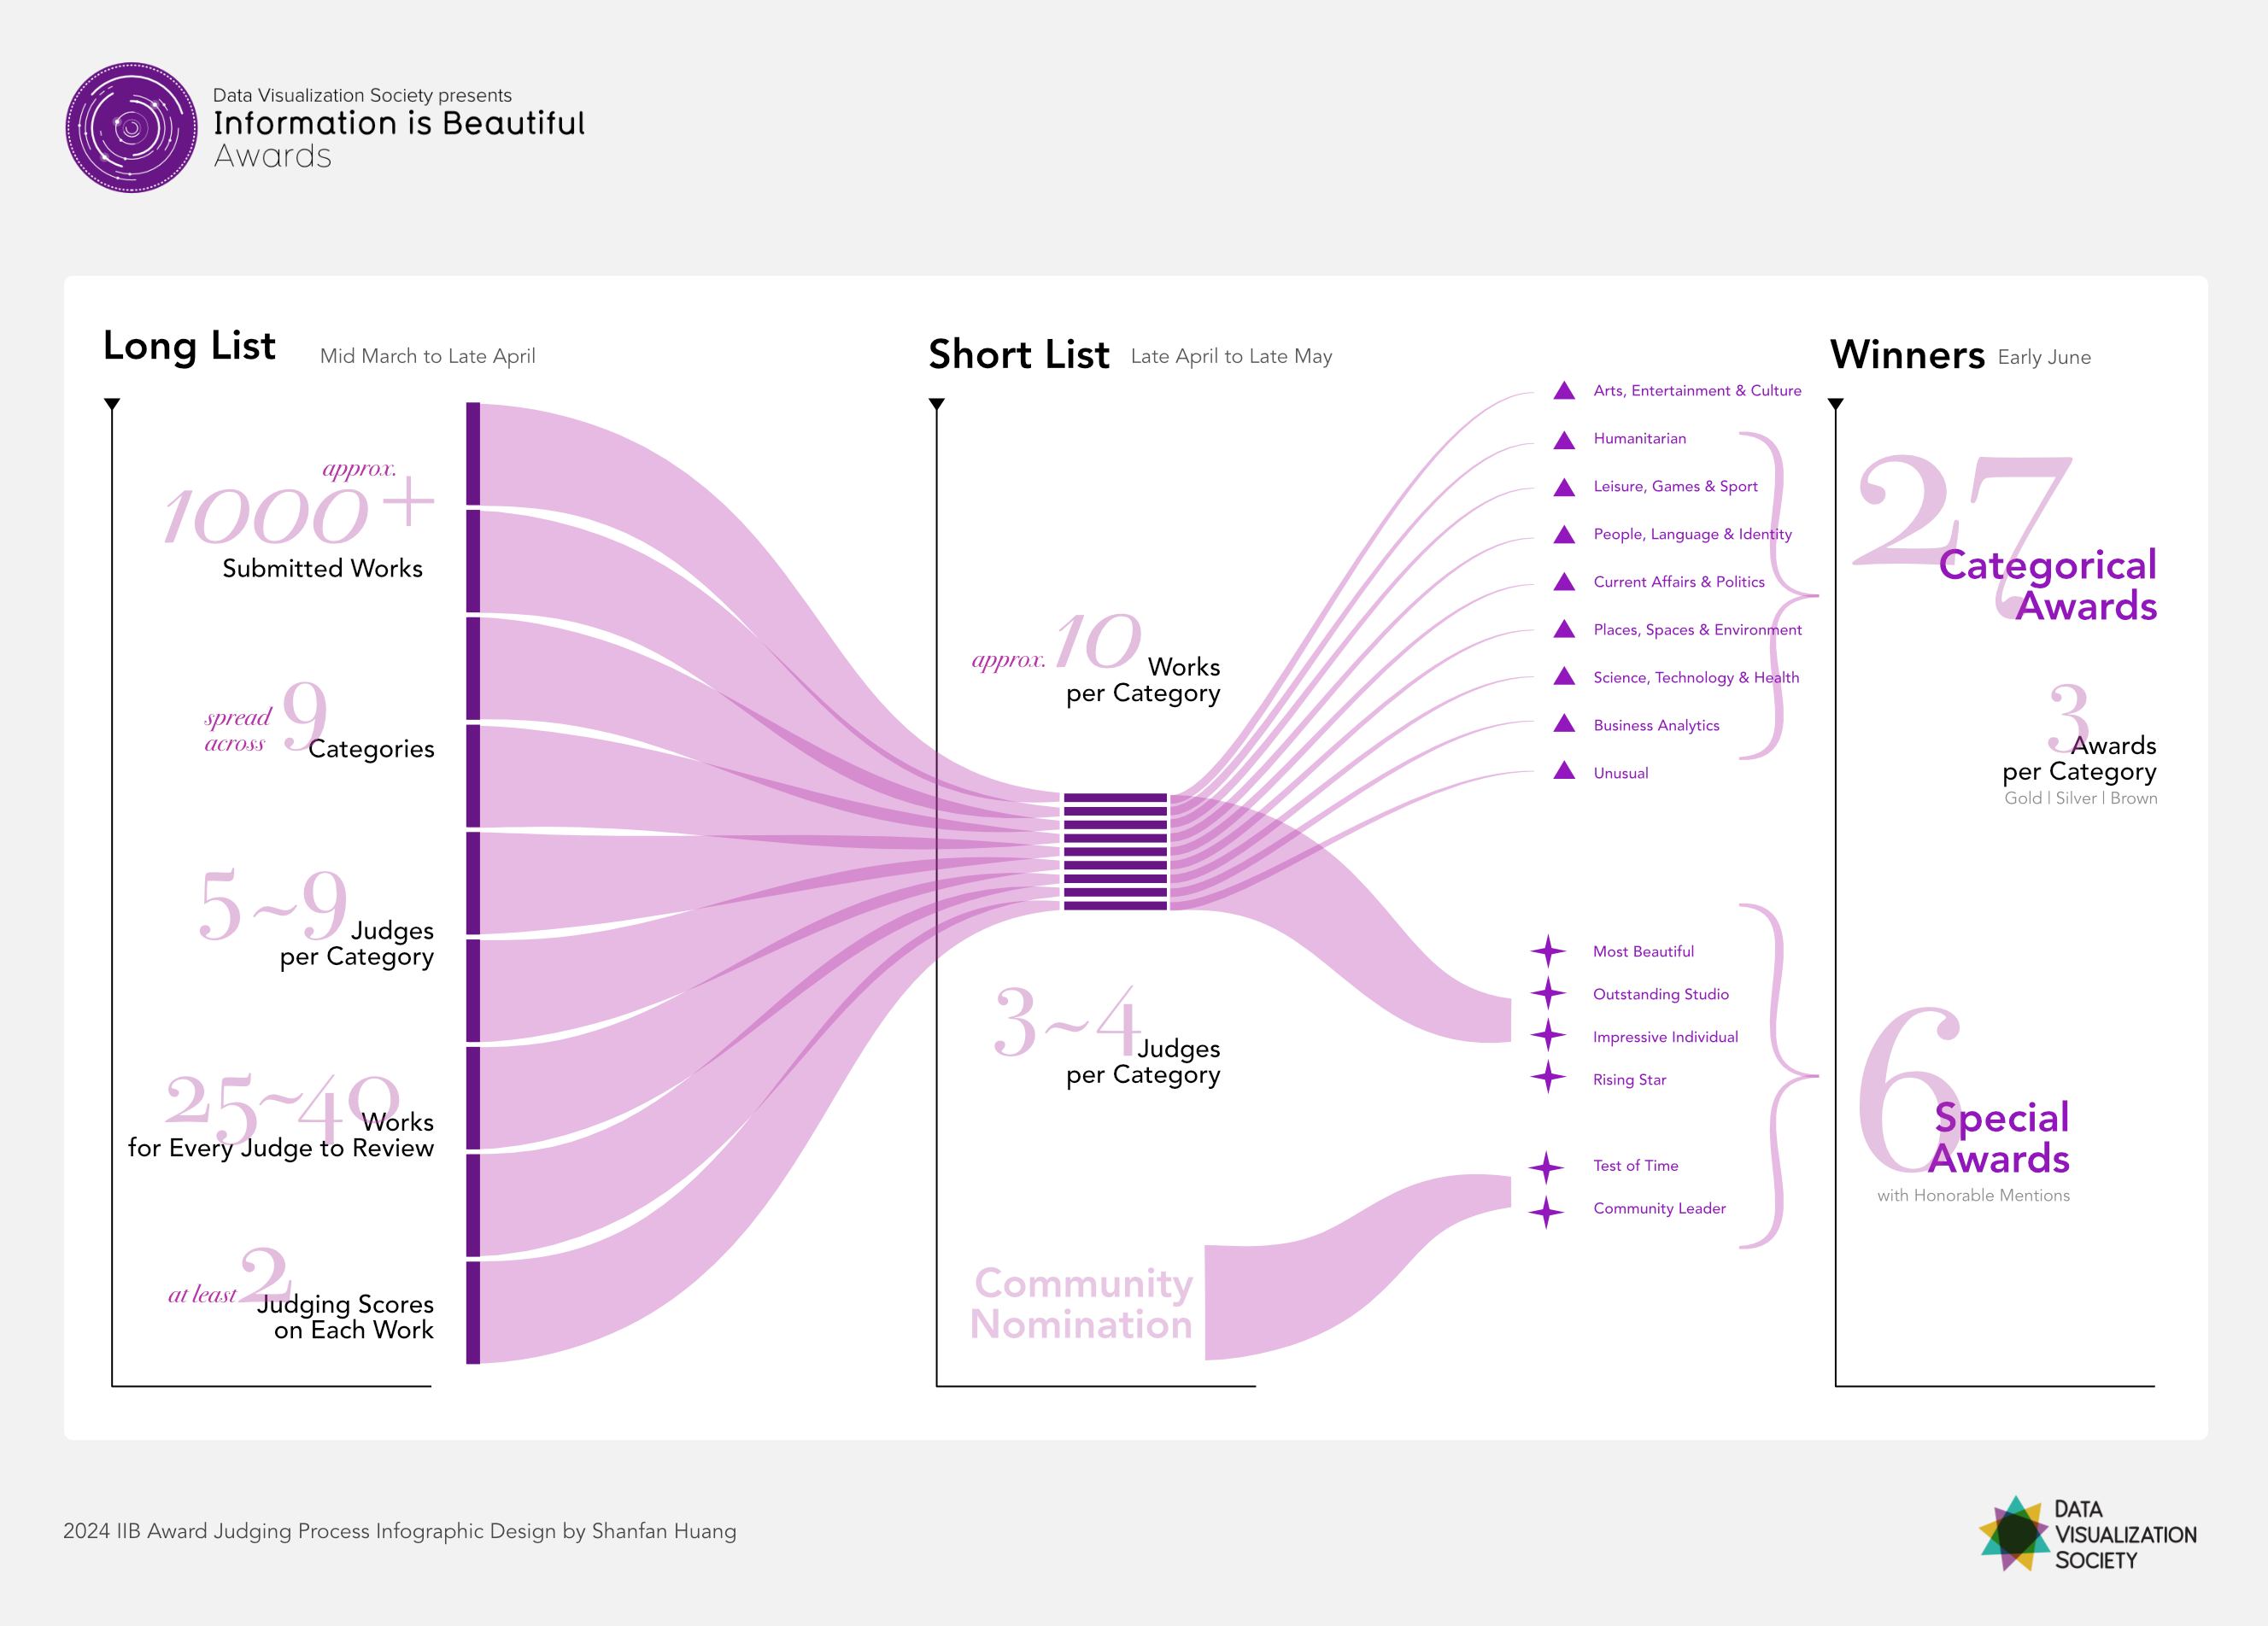 Data Visualization Society presents
Information is Beautiful
Awards
Long List
Mid March to Late April
approx.
1000+
Submitted Works
spread
across
9
Categories
5~9
Judges
per Category
25~40
Works
for Every Judge to Review
at least
2
Judging Scores
on Each Work
Short List
Late April to Late May
approx.
10
Works
per Category
3~4
Judges
per Category
Community
Nomination
Arts, Entertainment & Culture
Humanitarian
Leisure, Games & Sport
People, Language & Identity
Current Affairs & Politics
Places, Spaces & Environment
Science, Technology & Health
Business Analytics
Unusual
Most Beautiful
Outstanding Studio
Impressive Individual
Rising Star
Test of Time
Community Leader
Winners
Early June
27
Categorical
Awards
3
Awards
per Category
Gold | Silver | Brown
6
Special
Awards
with Honorable Mentions
2024 IIB Award Judging Process Infographic Design by Shanfan Huang
DATA
VISUALIZATION
SOCIETY